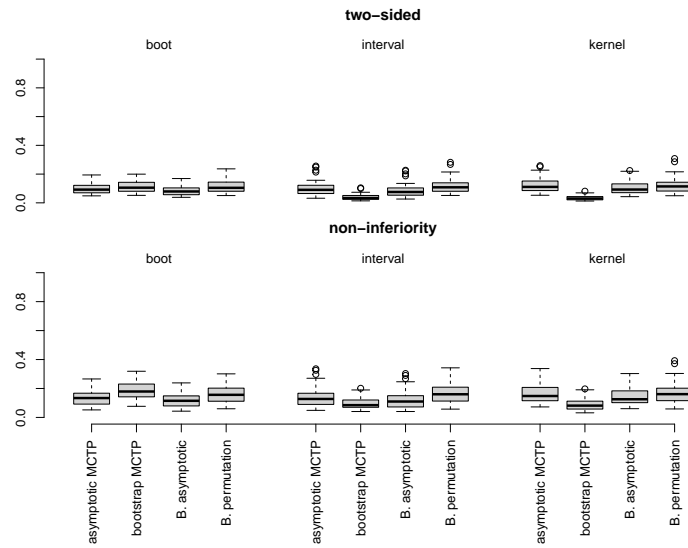 two-sided
boot interval kernel
0.8
0.4
0.0
non-inferiority
boot interval kernel
0.8
0.4
0.0
asymptotic MCTP
bootstrap MCTP
B. asymptotic
B. permutation
asymptotic MCTP
bootstrap MCTP
B. asymptotic
B. permutation
asymptotic MCTP
bootstrap MCTP
B. asymptotic
B. permutation